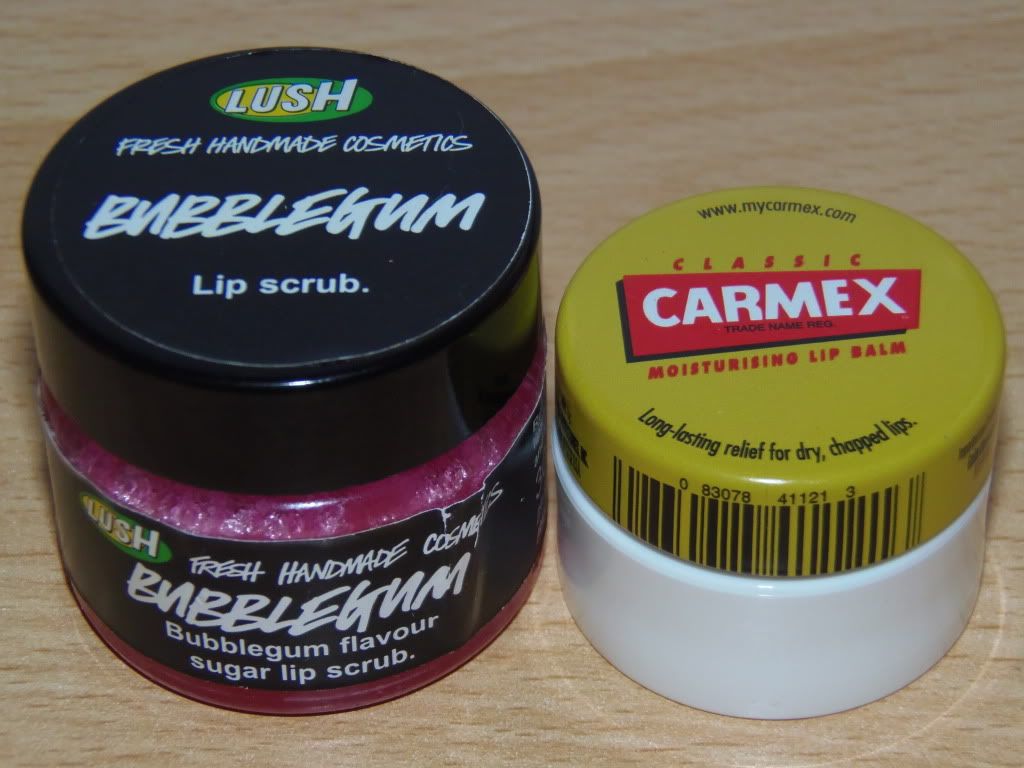 LUSH
FRESH HANDMADE COSMETICS
BUBBLEGUM
Lip scrub.
LUSH
FRESH HANDMADE COSMETICS
BUBBLEGUM
Bubblegum flavour
sugar lip scrub.
www.mycarmex.com
CLASSIC
CARMEX
TRADE NAME REG.
MOISTURISING LIP BALM
Long-lasting relief for dry, chapped lips.
0 83078 41121 3